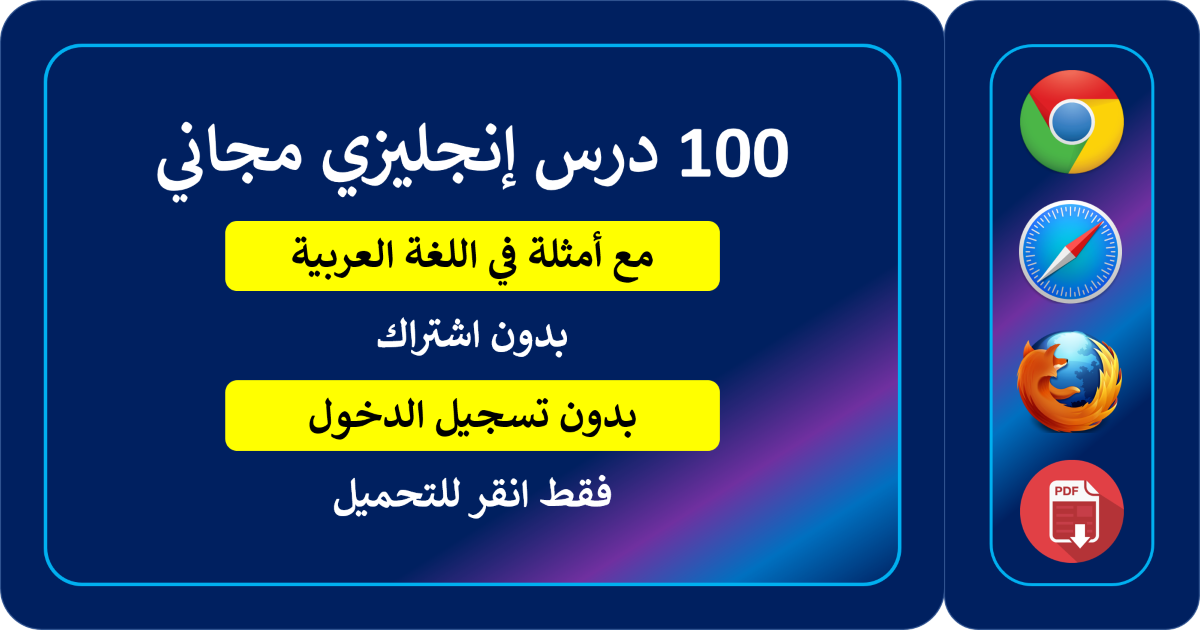 100 درس إنجليزي مجاني
مع أمثلة في اللغة العربية
بدون اشتراك
بدون تسجيل الدخول
فقط انقر للتحميل
PDF